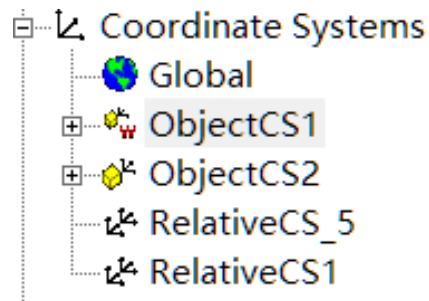 Coordinate Systems
Global
ObjectCS1
ObjectCS2
RelativeCS_5
RelativeCS1